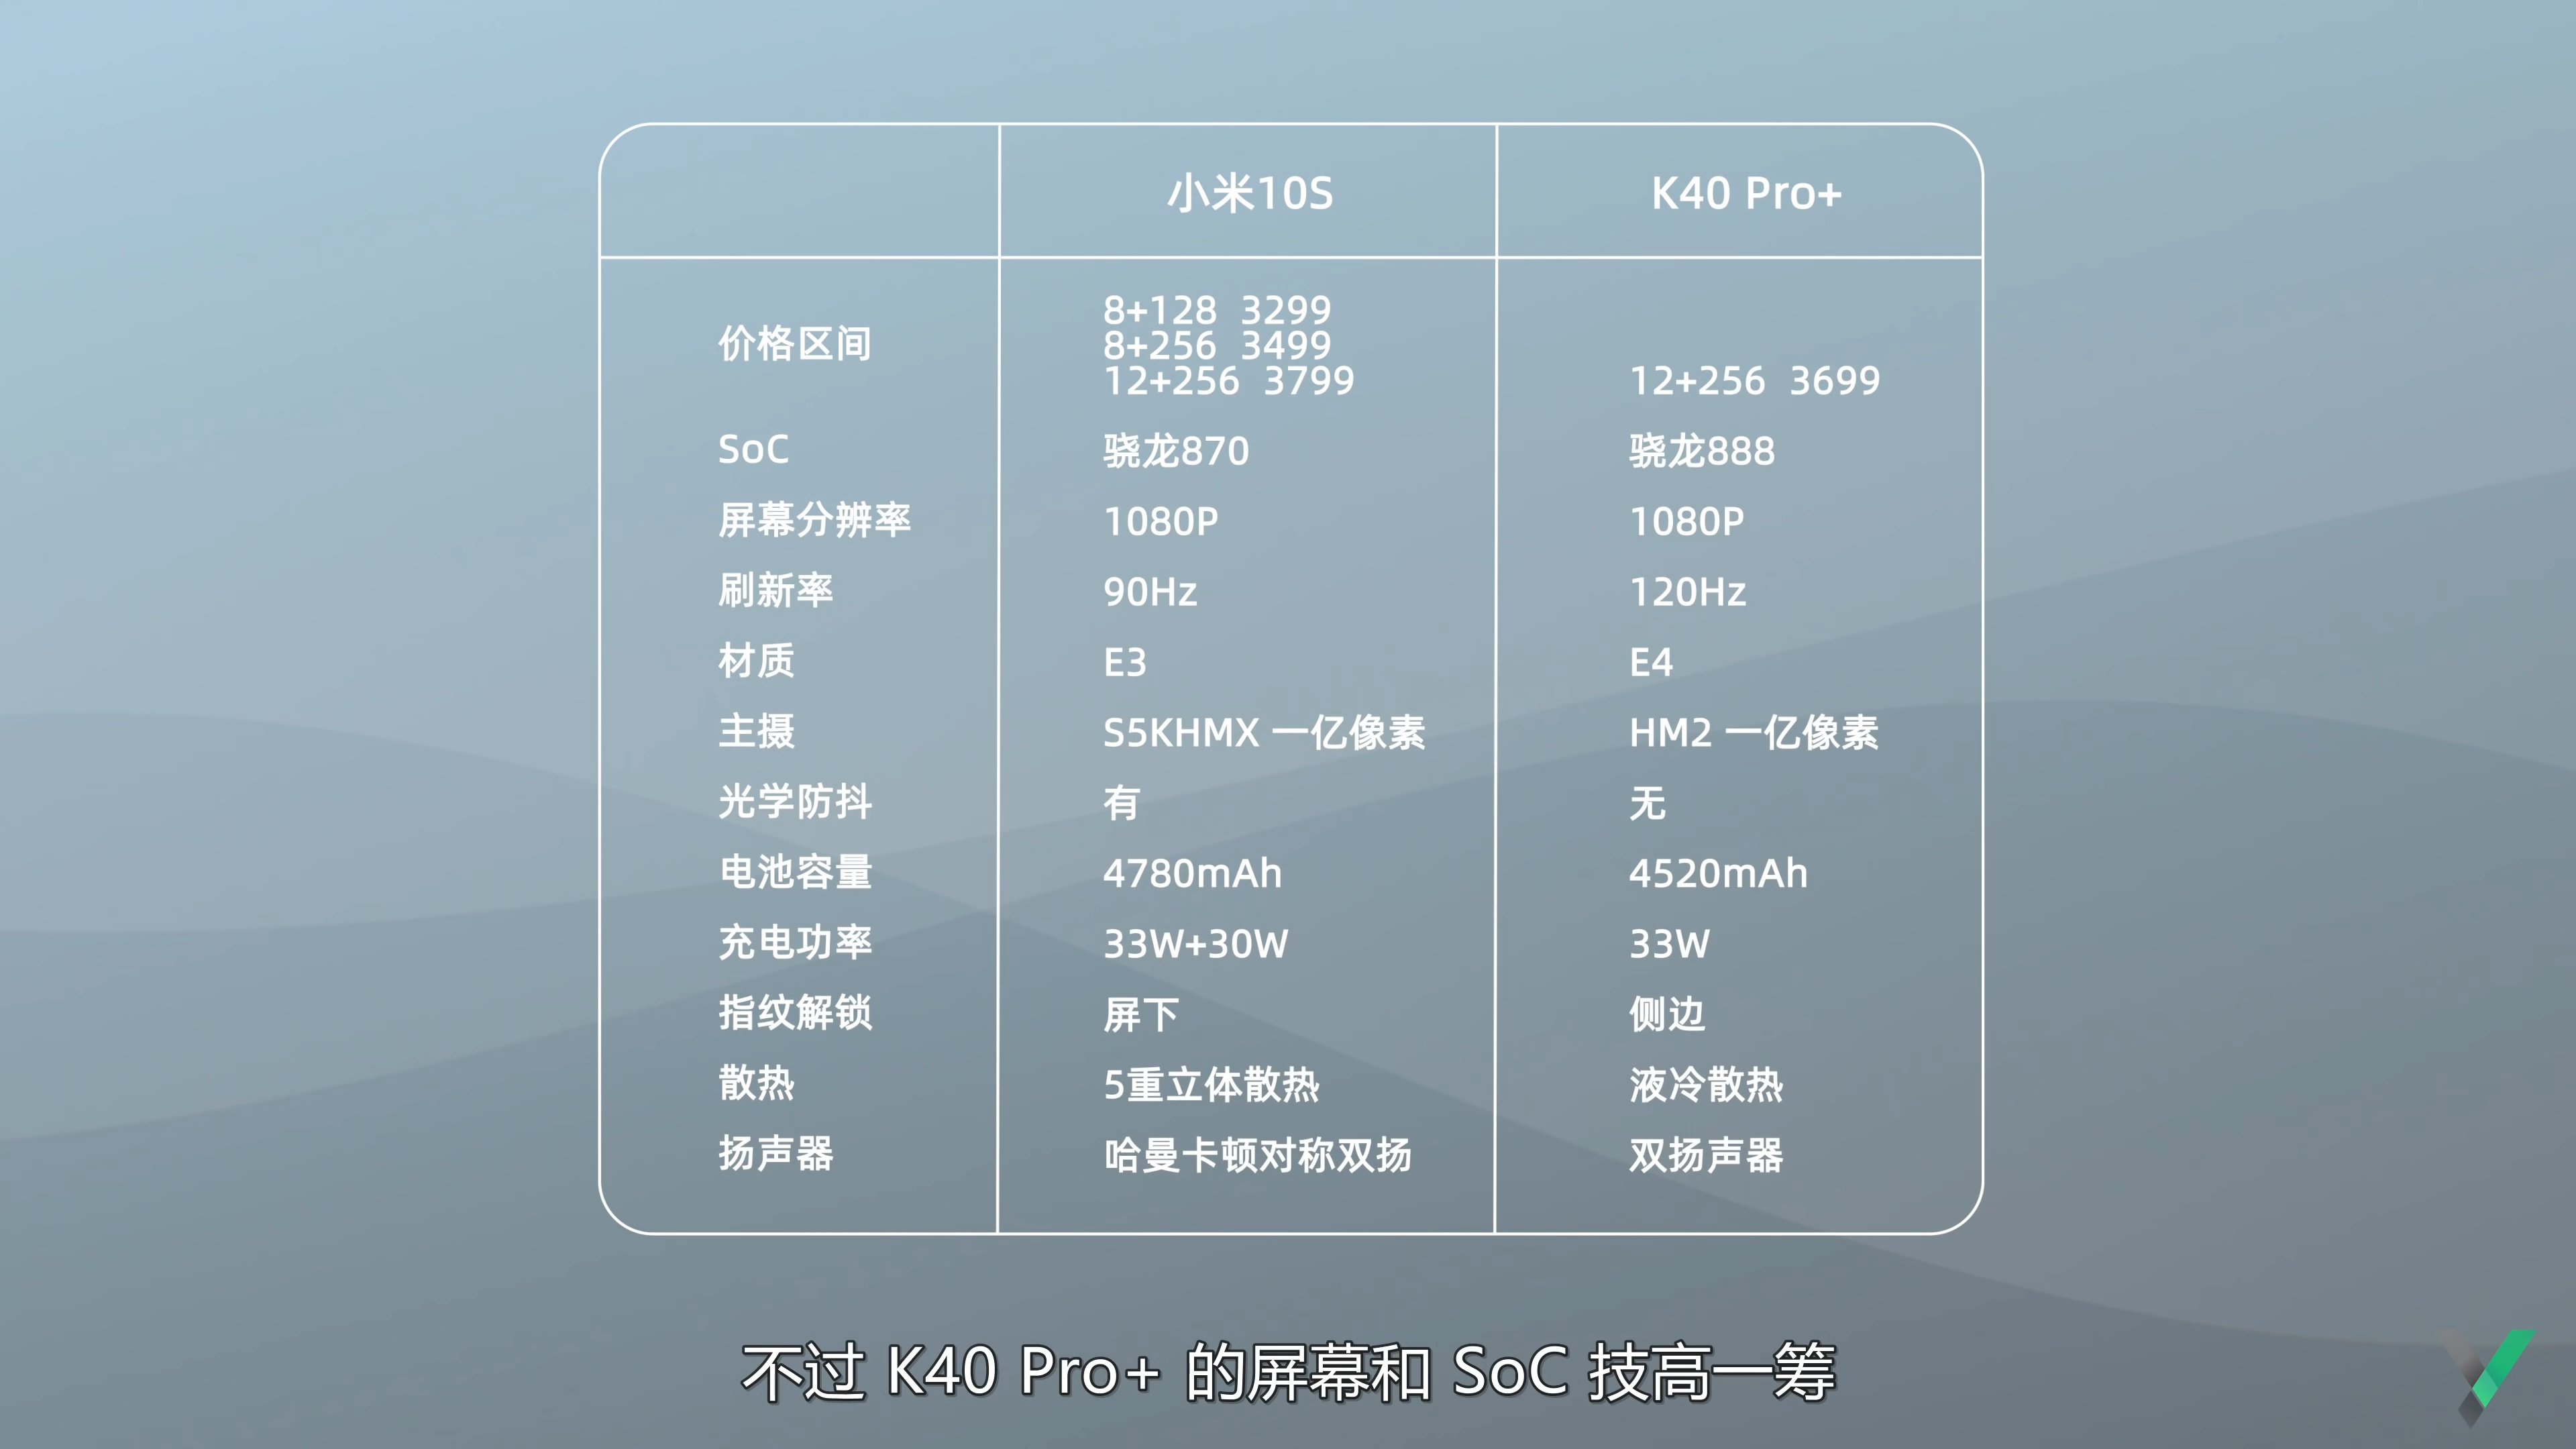 小米10S K40 Pro+
价格区间 8+128 3299
8+256 3499
12+256 3799 12+256 3699
SoC 骁龙870 骁龙888
屏幕分辨率 1080P 1080P
刷新率 90Hz 120Hz
材质 E3 E4
主摄 S5KHMX 一亿像素 HM2 一亿像素
光学防抖 有 无
电池容量 4780mAh 4520mAh
充电功率 33W+30W 33W
指纹解锁 屏下 侧边
散热 5重立体散热 液冷散热
扬声器 哈曼卡顿对称双扬 双扬声器
不过 K40 Pro+ 的屏幕和 SoC 技高一筹